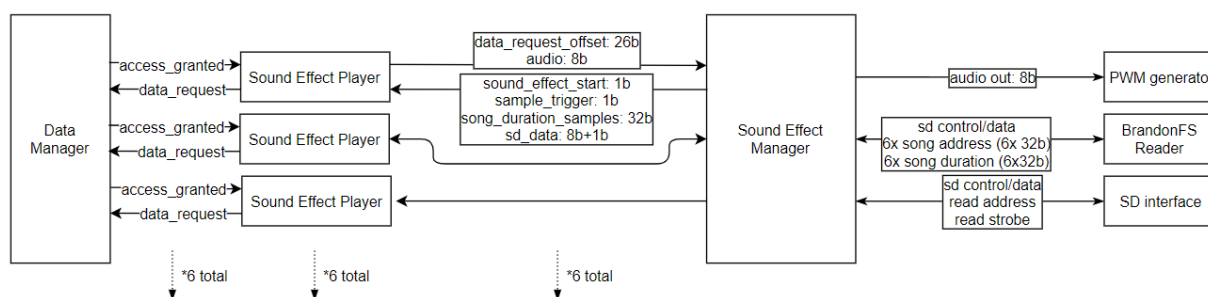 data_request_offset: 26b
audio: 8b
access_granted
Sound Effect Player
data_request
sound_effect_start: 1b
sample_trigger: 1b
song_duration_samples: 32b
sd_data: 8b+1b
audio out: 8b
PWM generator
Data
Manager
access_granted
Sound Effect Player
data_request
Sound Effect
Manager
sd control/data
6x song address (6x 32b)
6x song duration (6x32b)
BrandonFS
Reader
access_granted
Sound Effect Player
data_request
sd control/data
read address
read strobe
SD interface
*6 total
*6 total
*6 total